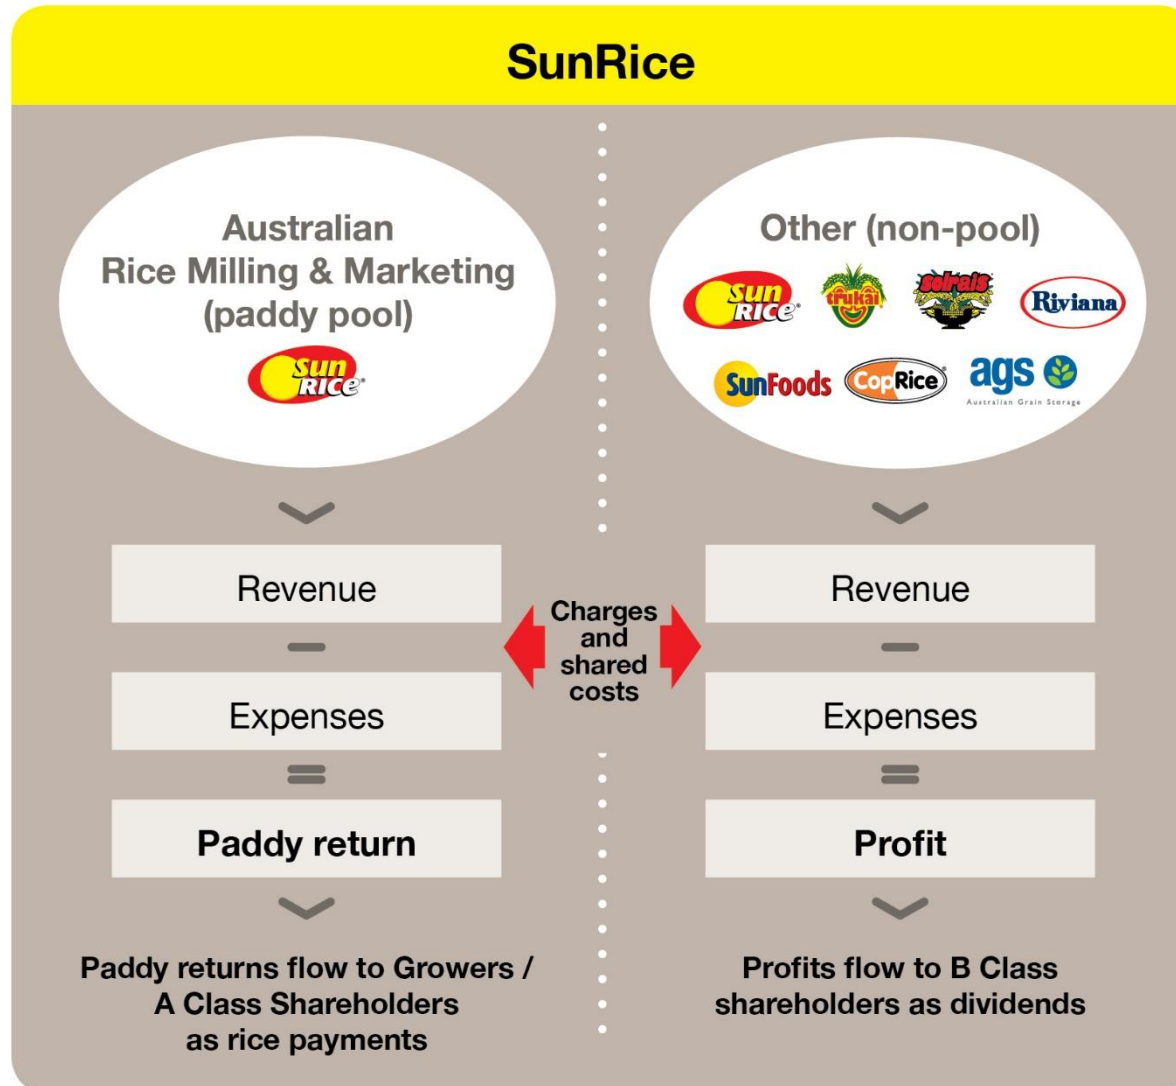 SunRice
Australian
Rice Milling & Marketing
(paddy pool)
Sun
RICE®
Revenue
Expenses
Paddy return
Paddy returns flow to Growers /
A Class Shareholders
as rice payments
Charges
and
shared
costs
Other (non-pool)
Sun
RICE®
trukai
solrais
Riviana
SunFoods
CopRice®
ags
Australian Grain Storage
Revenue
Expenses
Profit
Profits flow to B Class
shareholders as dividends